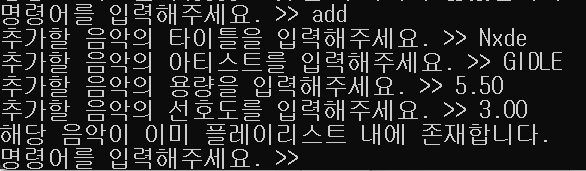 명령어를 입력해주세요. >> add
추가할 음악의 타이틀을 입력해주세요. >> Nxde
추가할 음악의 아티스트를 입력해주세요. >> GIDLE
추가할 음악의 용량을 입력해주세요. >> 5.50
추가할 음악의 선호도를 입력해주세요. >> 3.00
해당 음악이 이미 플레이리스트 내에 존재합니다.
명령어를 입력해주세요. >>